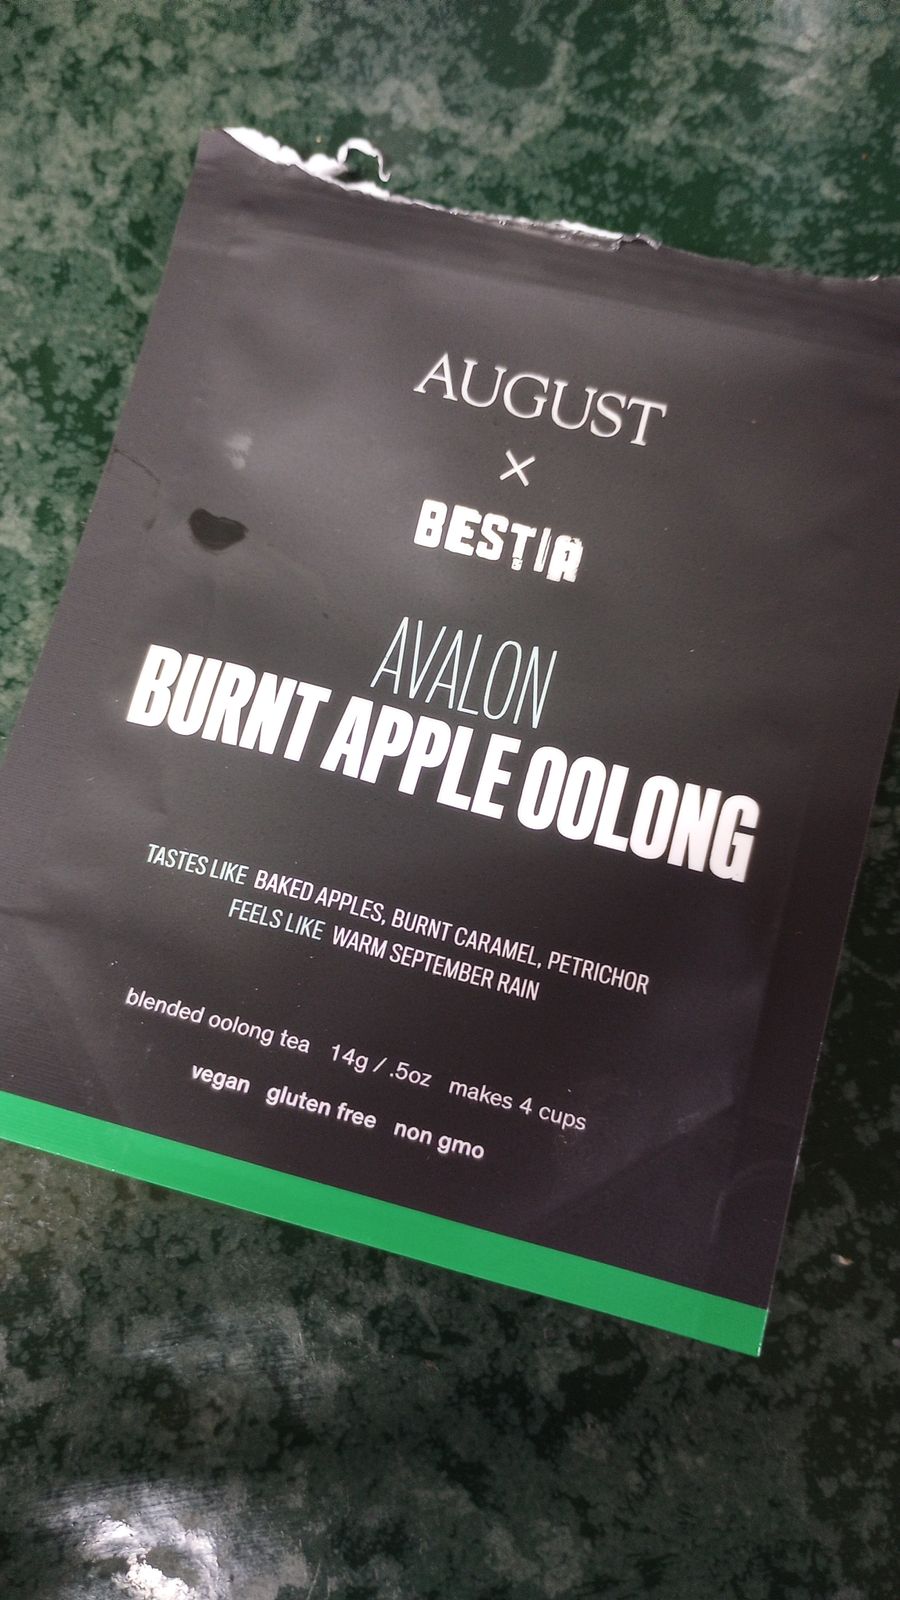 AUGUST
×
BESTIA
AVALON
BURNT APPLE OOLONG
TASTES LIKE BAKED APPLES, BURNT CARAMEL, PETRICHOR
FEELS LIKE WARM SEPTEMBER RAIN
blended oolong tea 14g / .5oz makes 4 cups
vegan gluten free non gmo